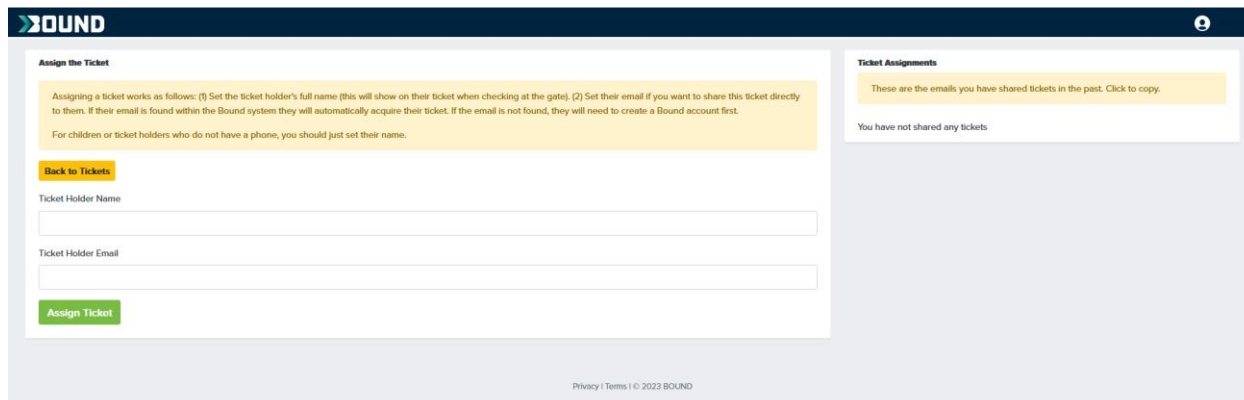 BOUND
Assign the Ticket
Assigning a ticket works as follows: (1) Set the ticket holder's full name (this will show on their ticket when checking at the gate). (2) Set their email if you want to share this ticket directly
to them. If their email is found within the Bound system they will automatically acquire their ticket. If the email is not found, they will need to create a Bound account first.
For children or ticket holders who do not have a phone, you should just set their name.
Back to Tickets
Ticket Holder Name
Ticket Holder Email
Assign Ticket
Ticket Assignments
These are the emails you have shared tickets in the past. Click to copy.
You have not shared any tickets
Privacy | Terms | © 2023 BOUND